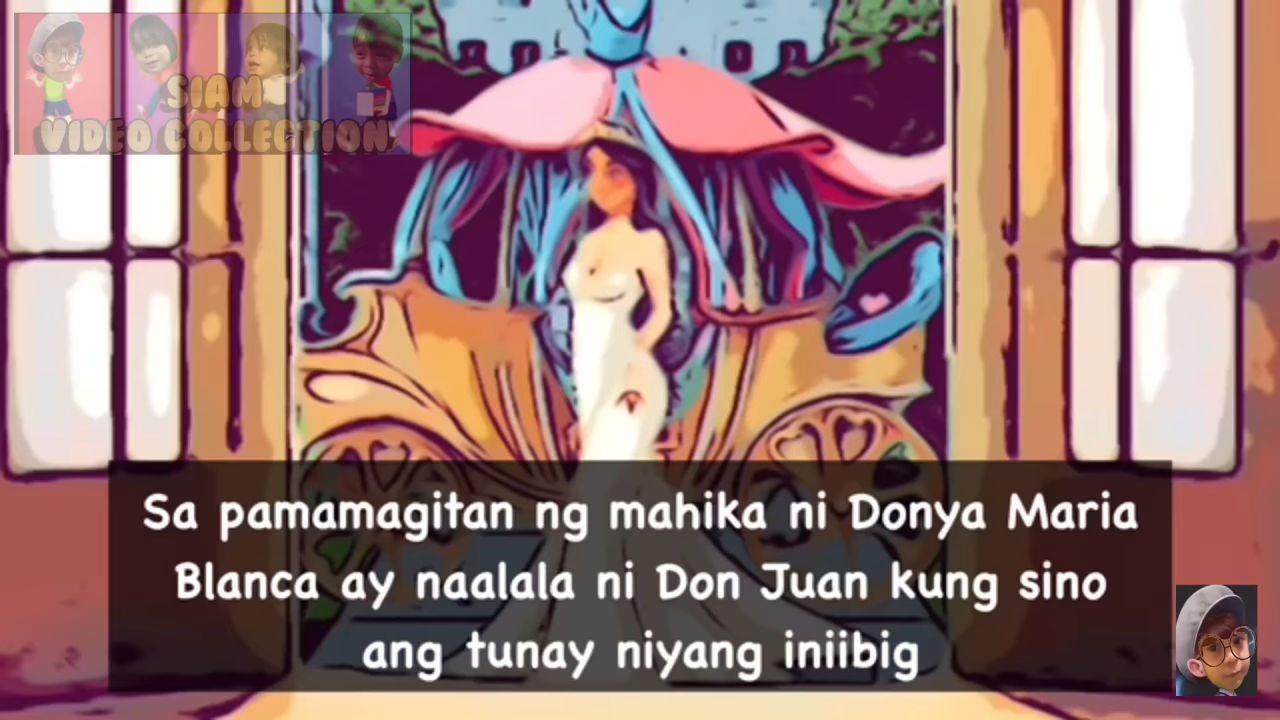 SIAM
VIDEO COLLECTION
Sa pamamagitan ng mahika ni Donya Maria
Blanca ay naalala ni Don Juan kung sino
ang tunay niyang iniibig